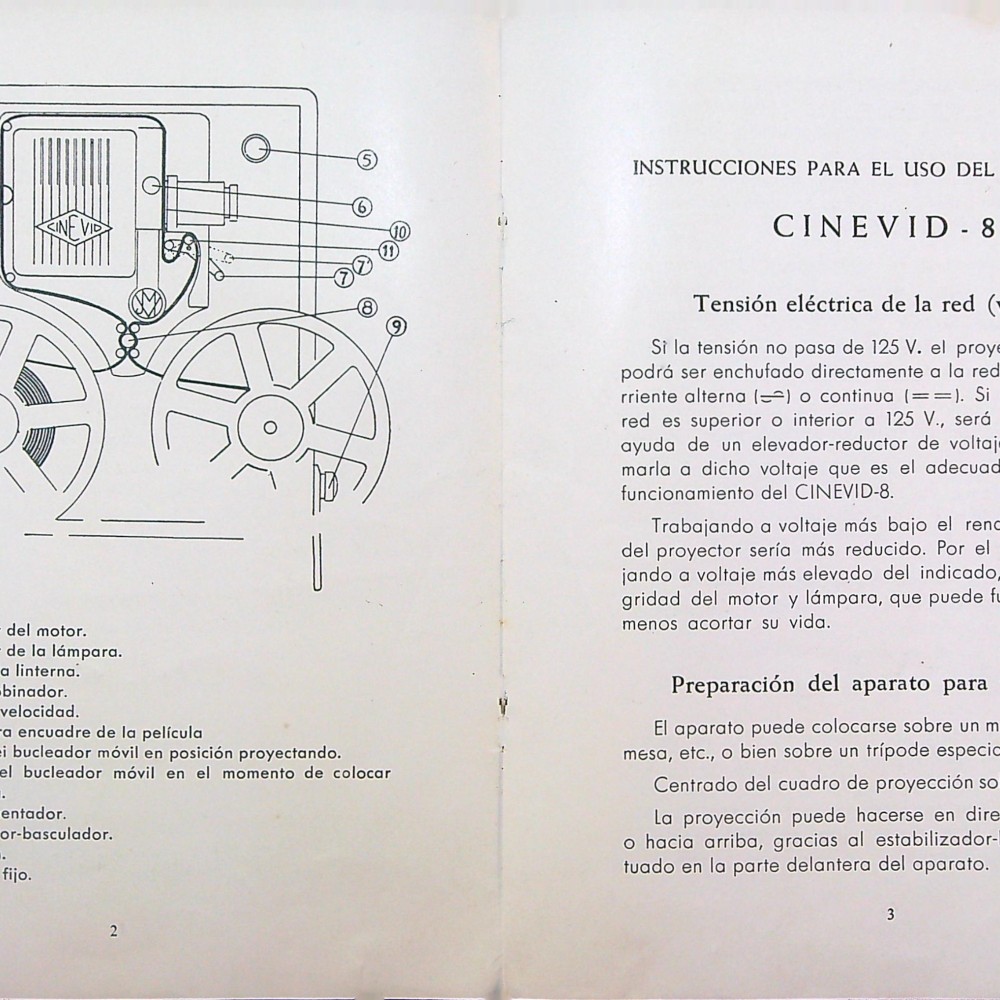 CINEVID
5
6
10
11
7'
7
8
9
del motor.
de la lámpara.
a linterna.
binador.
velocidad.
ra encuadre de la película
ei bucleador móvil en posición proyectando.
el bucleador móvil en el momento de colocar
entador.
or-basculador.
fijo.
2
INSTRUCCIONES PARA EL USO DEL
CINEVID - 8
Tensión eléctrica de la red (v
Si la tensión no pasa de 125 V. el proye
podrá ser enchufado directamente a la red
rriente alterna (⇌) o continua (==). Si
red es superior o interior a 125 V., será
ayuda de un elevador-reductor de voltaj
marla a dicho voltaje que es el adecuad
funcionamiento del CINEVID-8.
Trabajando a voltaje más bajo el ren
del proyector sería más reducido. Por el
jando a voltaje más elevado del indicado,
gridad del motor y lámpara, que puede fu
menos acortar su vida.
Preparación del aparato para
El aparato puede colocarse sobre un m
mesa, etc., o bien sobre un trípode especia
Centrado del cuadro de proyección so
La proyección puede hacerse en dire
o hacia arriba, gracias al estabilizador-
tuado en la parte delantera del aparato.
3